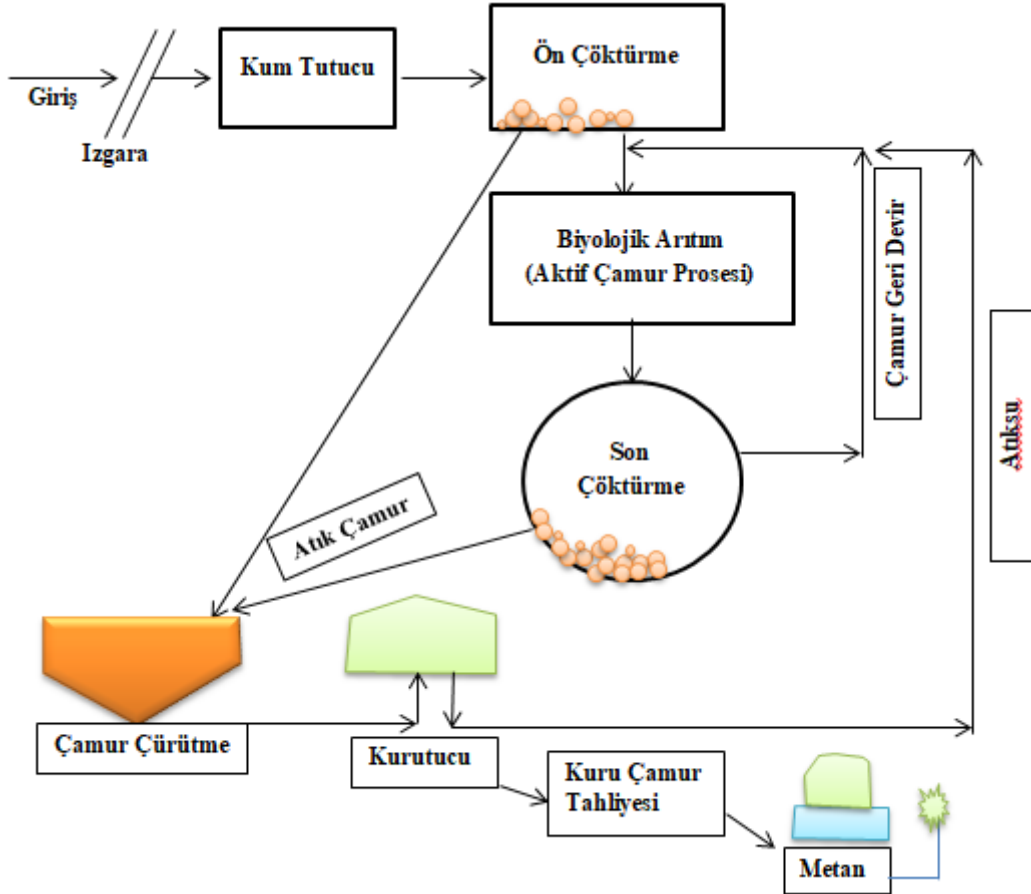 Giriş
Izgara
Kum Tutucu
Ön Çöktürme
Biyolojik Arıtım
(Aktif Çamur Prosesi)
Çamur Geri Devir
Atıksu
Son
Çöktürme
Atık Çamur
Çamur Çürütme
Kurutucu
Kuru Çamur
Tahliyesi
Metan